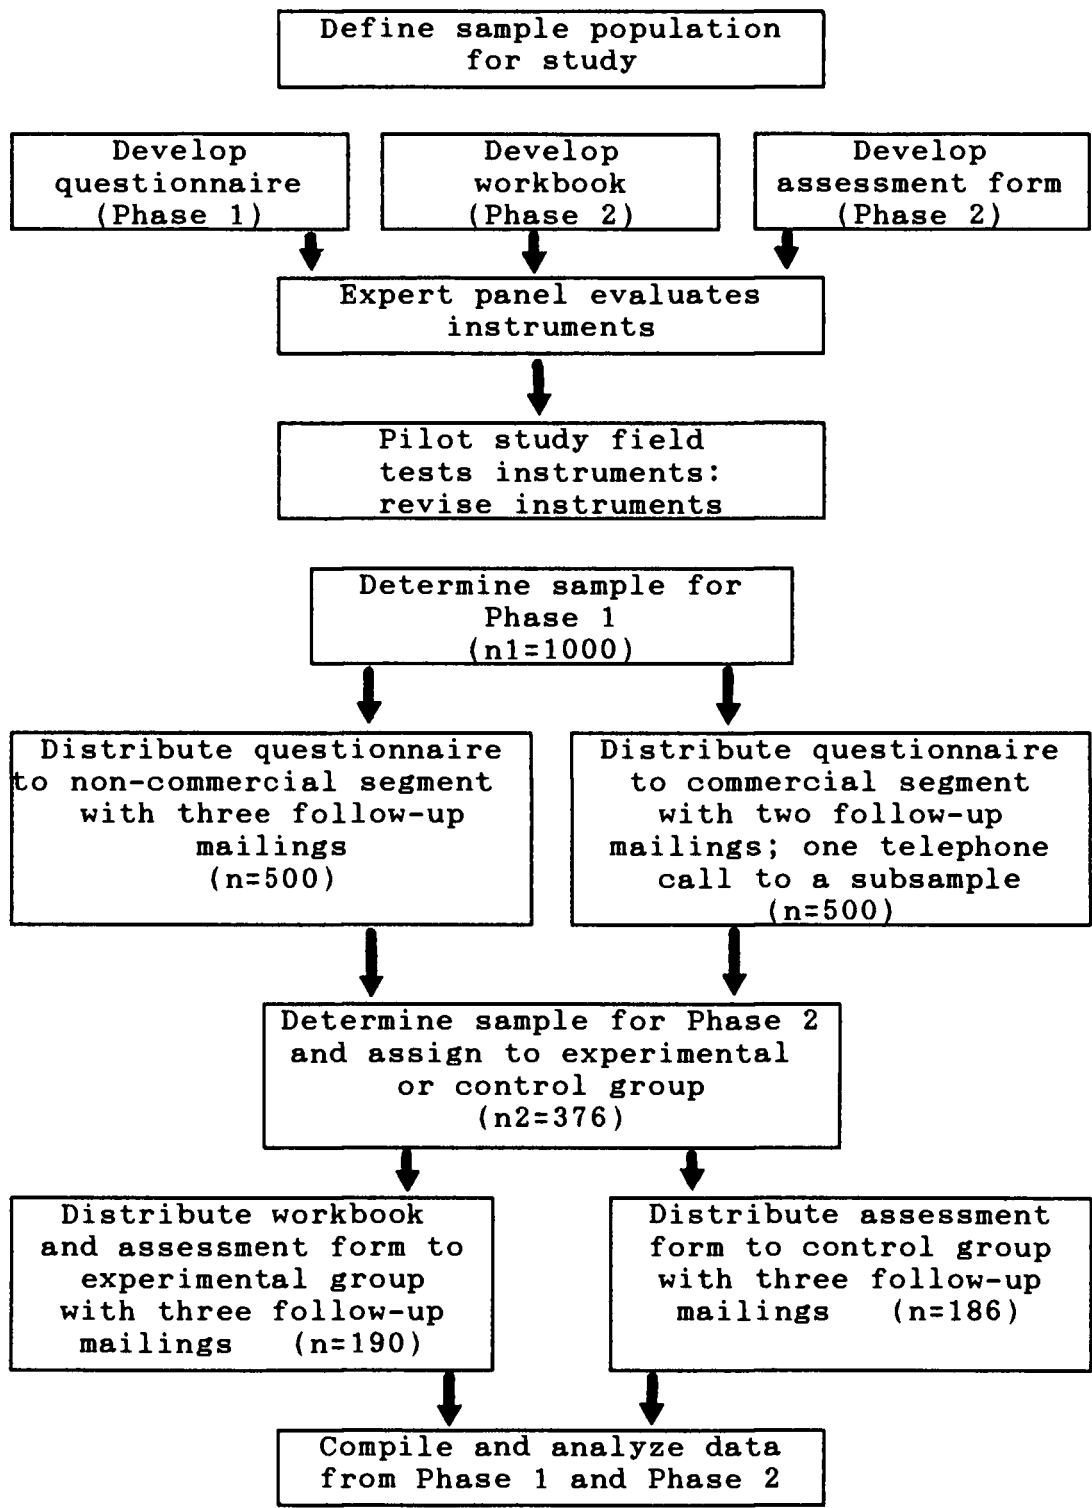 Define sample population
for study
Develop
questionnaire
(Phase 1)
Develop
workbook
(Phase 2)
Develop
assessment form
(Phase 2)
Expert panel evaluates
instruments
Pilot study field
tests instruments:
revise instruments
Determine sample for
Phase 1
(n1=1000)
Distribute questionnaire
to non-commercial segment
with three follow-up
mailings
(n=500)
Distribute questionnaire
to commercial segment
with two follow-up
mailings; one telephone
call to a subsample
(n=500)
Determine sample for Phase 2
and assign to experimental
or control group
(n2=376)
Distribute workbook
and assessment form to
experimental group
with three follow-up
mailings (n=190)
Distribute assessment
form to control group
with three follow-up
mailings (n=186)
Compile and analyze data
from Phase 1 and Phase 2